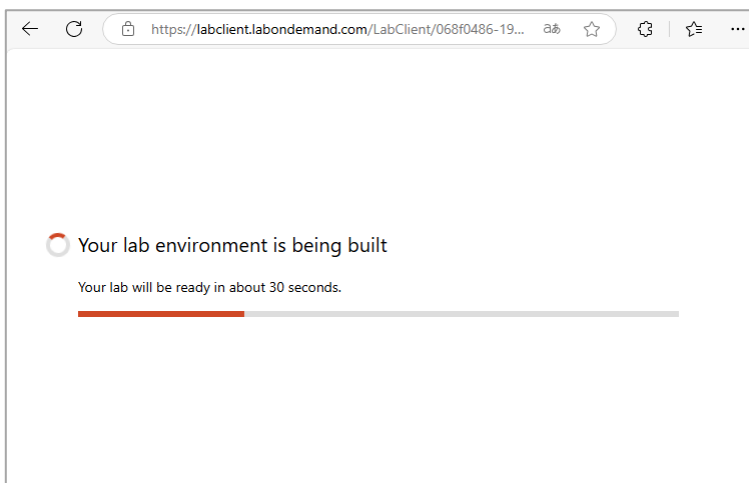 https://labclient.labondemand.com/LabClient/068f0486-19...
Your lab environment is being built
Your lab will be ready in about 30 seconds.